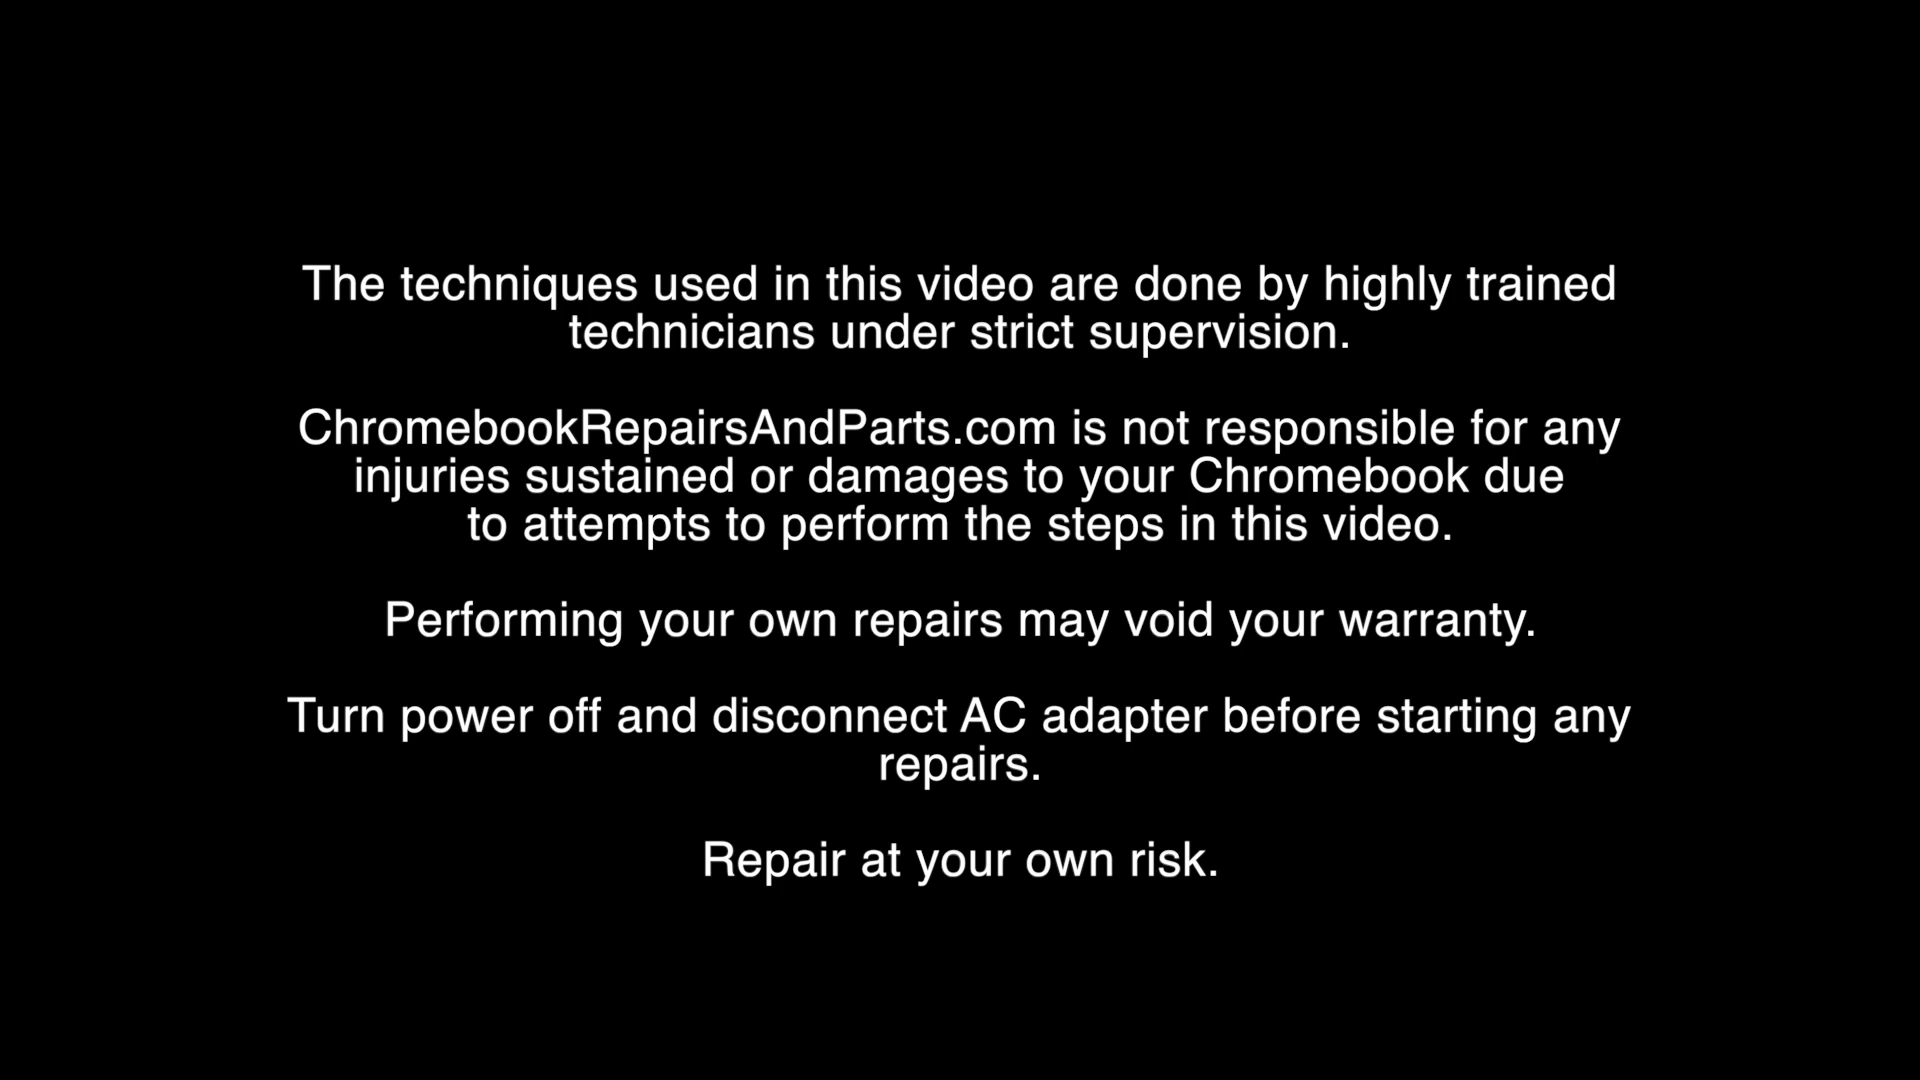 The techniques used in this video are done by highly trained
technicians under strict supervision.
ChromebookRepairsAndParts.com is not responsible for any
injuries sustained or damages to your Chromebook due
to attempts to perform the steps in this video.
Performing your own repairs may void your warranty.
Turn power off and disconnect AC adapter before starting any
repairs.
Repair at your own risk.